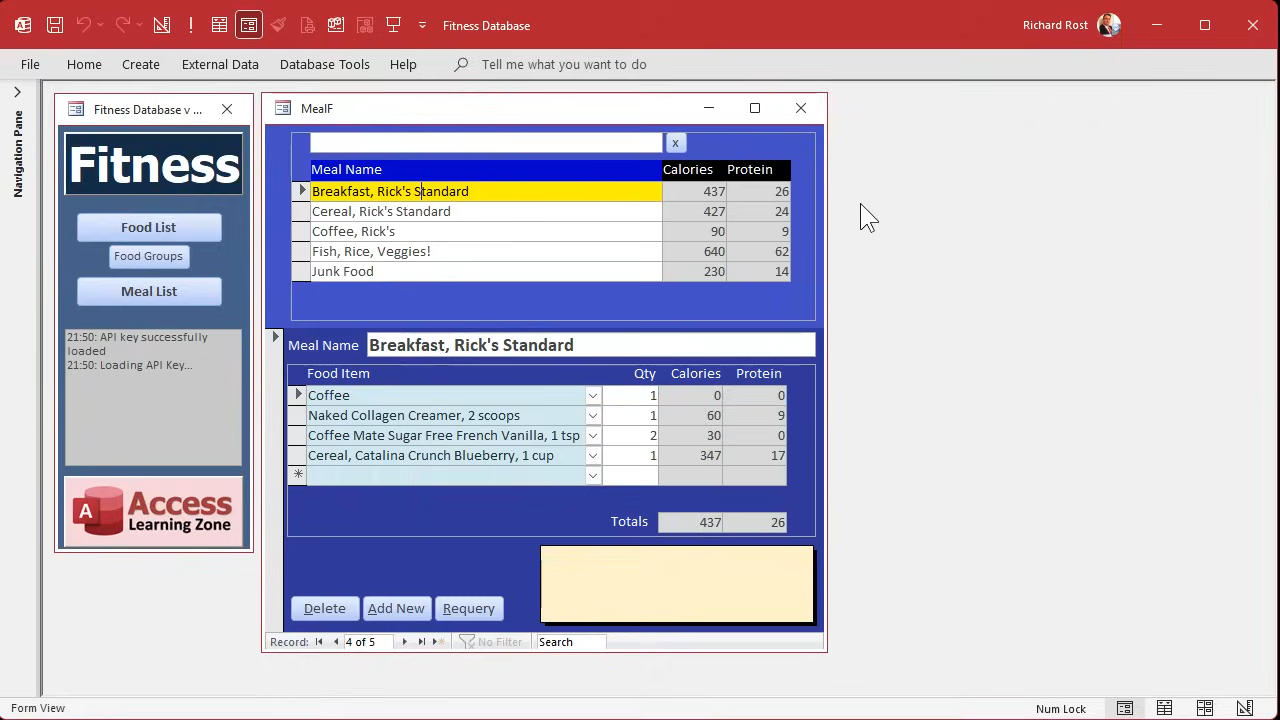 Fitness Database
Richard Rost
File Home Create External Data Database Tools Help Tell me what you want to do
Navigation Pane
Fitness Database v ...
Fitness
Food List
Food Groups
Meal List
21:50: API key successfully
loaded
21:50: Loading API Key...
Access
Learning Zone
MealF
x
Meal Name Calories Protein
Breakfast, Rick's Standard 437 26
Cereal, Rick's Standard 427 24
Coffee, Rick's 90 9
Fish, Rice, Veggies! 640 62
Junk Food 230 14
Meal Name Breakfast, Rick's Standard
Food Item Qty Calories Protein
Coffee 1 0 0
Naked Collagen Creamer, 2 scoops 1 60 9
Coffee Mate Sugar Free French Vanilla, 1 tsp 2 30 0
Cereal, Catalina Crunch Blueberry, 1 cup 1 347 17
Totals 437 26
Delete Add New Requery
Record: 4 of 5 No Filter Search
Form View
Num Lock